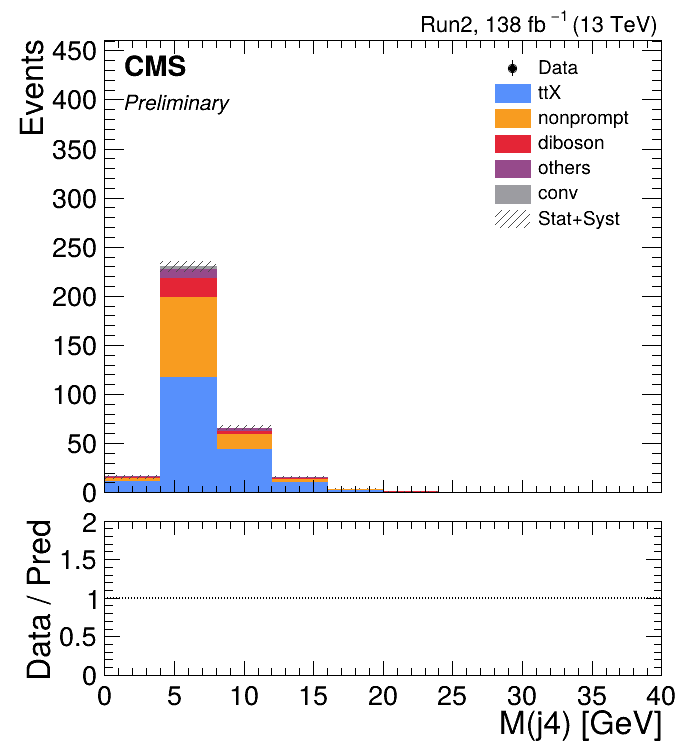 Run2, 138 fb⁻¹ (13 TeV)
CMS
Preliminary
Events
450
400
350
300
250
200
150
100
50
0
Data
ttX
nonprompt
diboson
others
conv
Stat+Syst
Data / Pred
2
1.5
1
0.5
0
0 5 10 15 20 25 30 35 40
M(j4) [GeV]